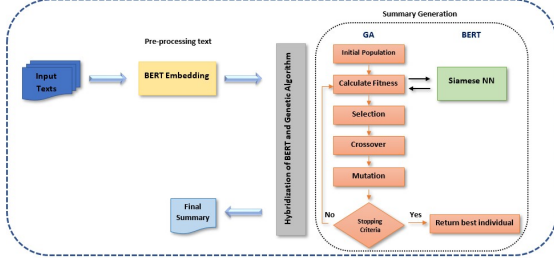 Summary Generation
Pre-processing text
GA
BERT
Input
Texts
BERT Embedding
Hybridization of BERT and Genetic Algorithm
Initial Population
Calculate Fitness
Siamese NN
Selection
Crossover
Mutation
Final
Summary
No
Stopping
Criteria
Yes
Return best individual